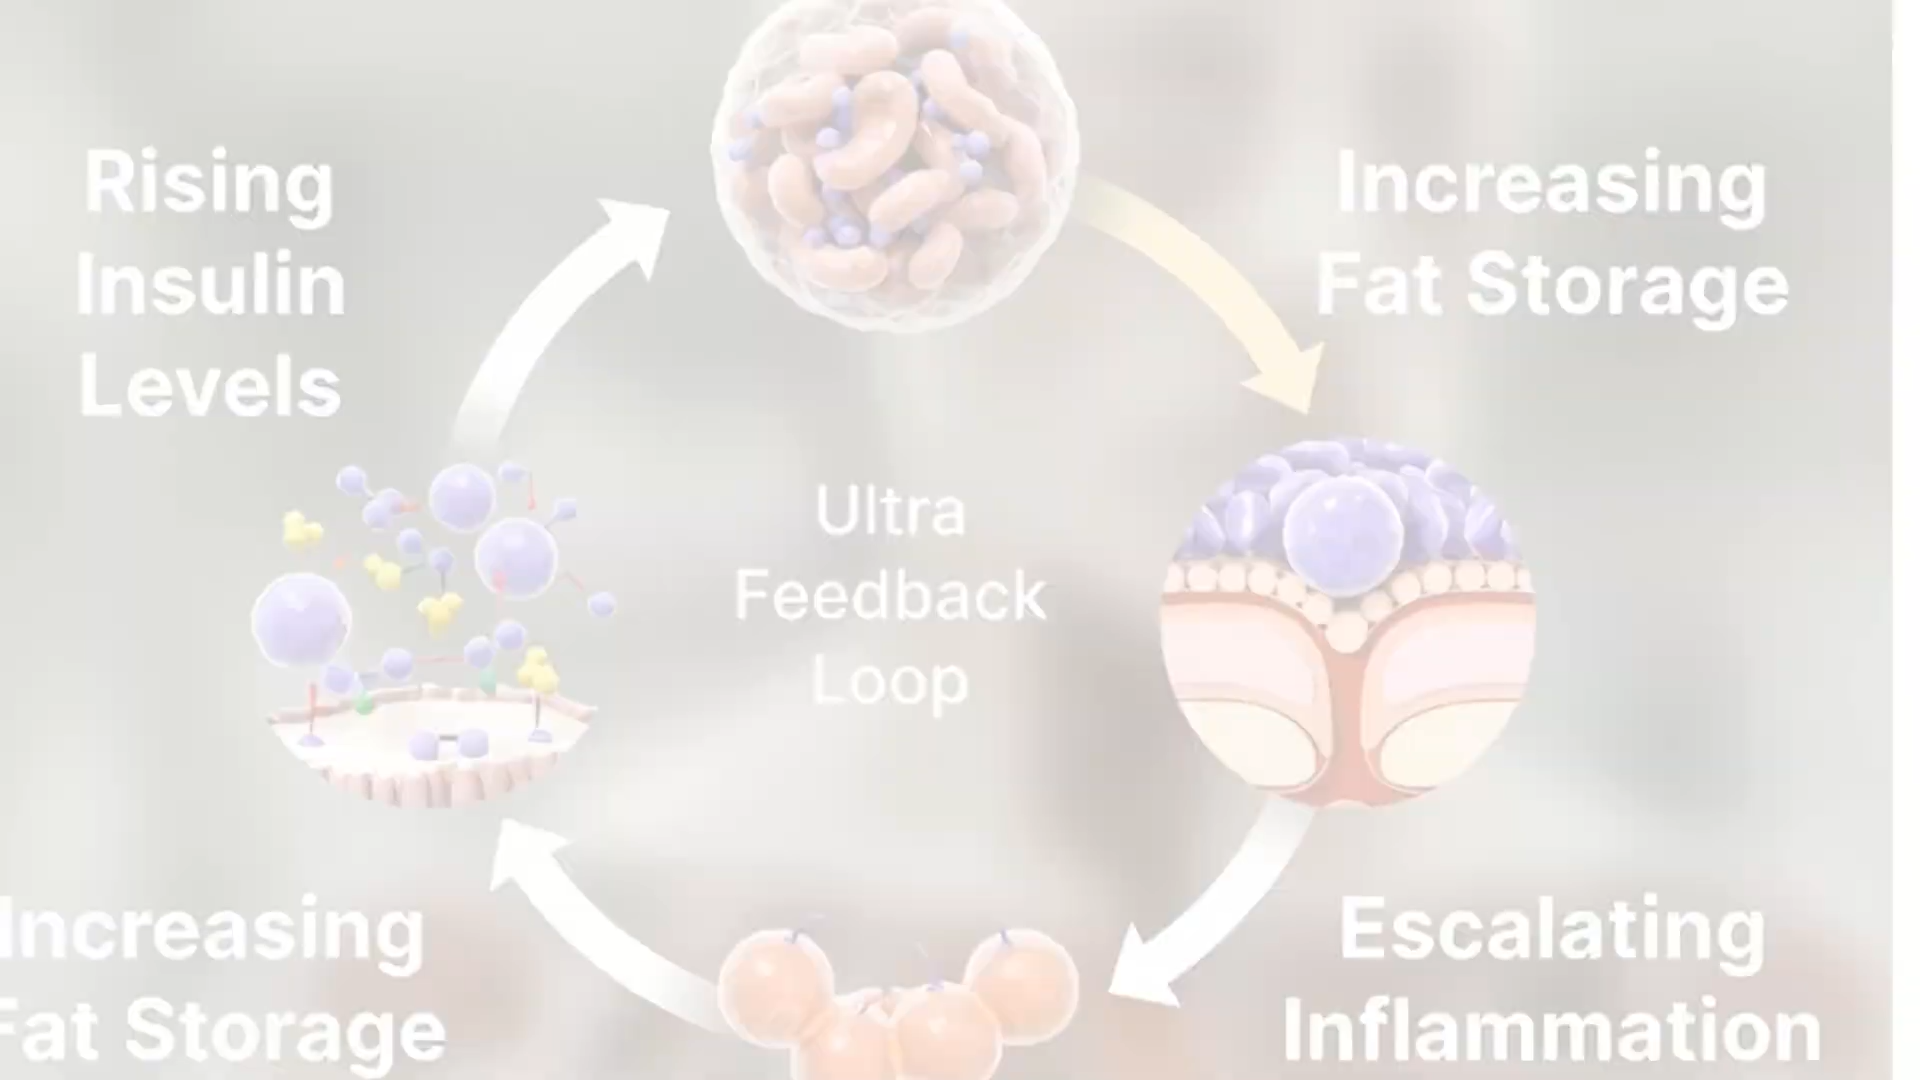 Rising
Insulin
Levels
Increasing
Fat Storage
Ultra
Feedback
Loop
Increasing
Fat Storage
Escalating
Inflammation